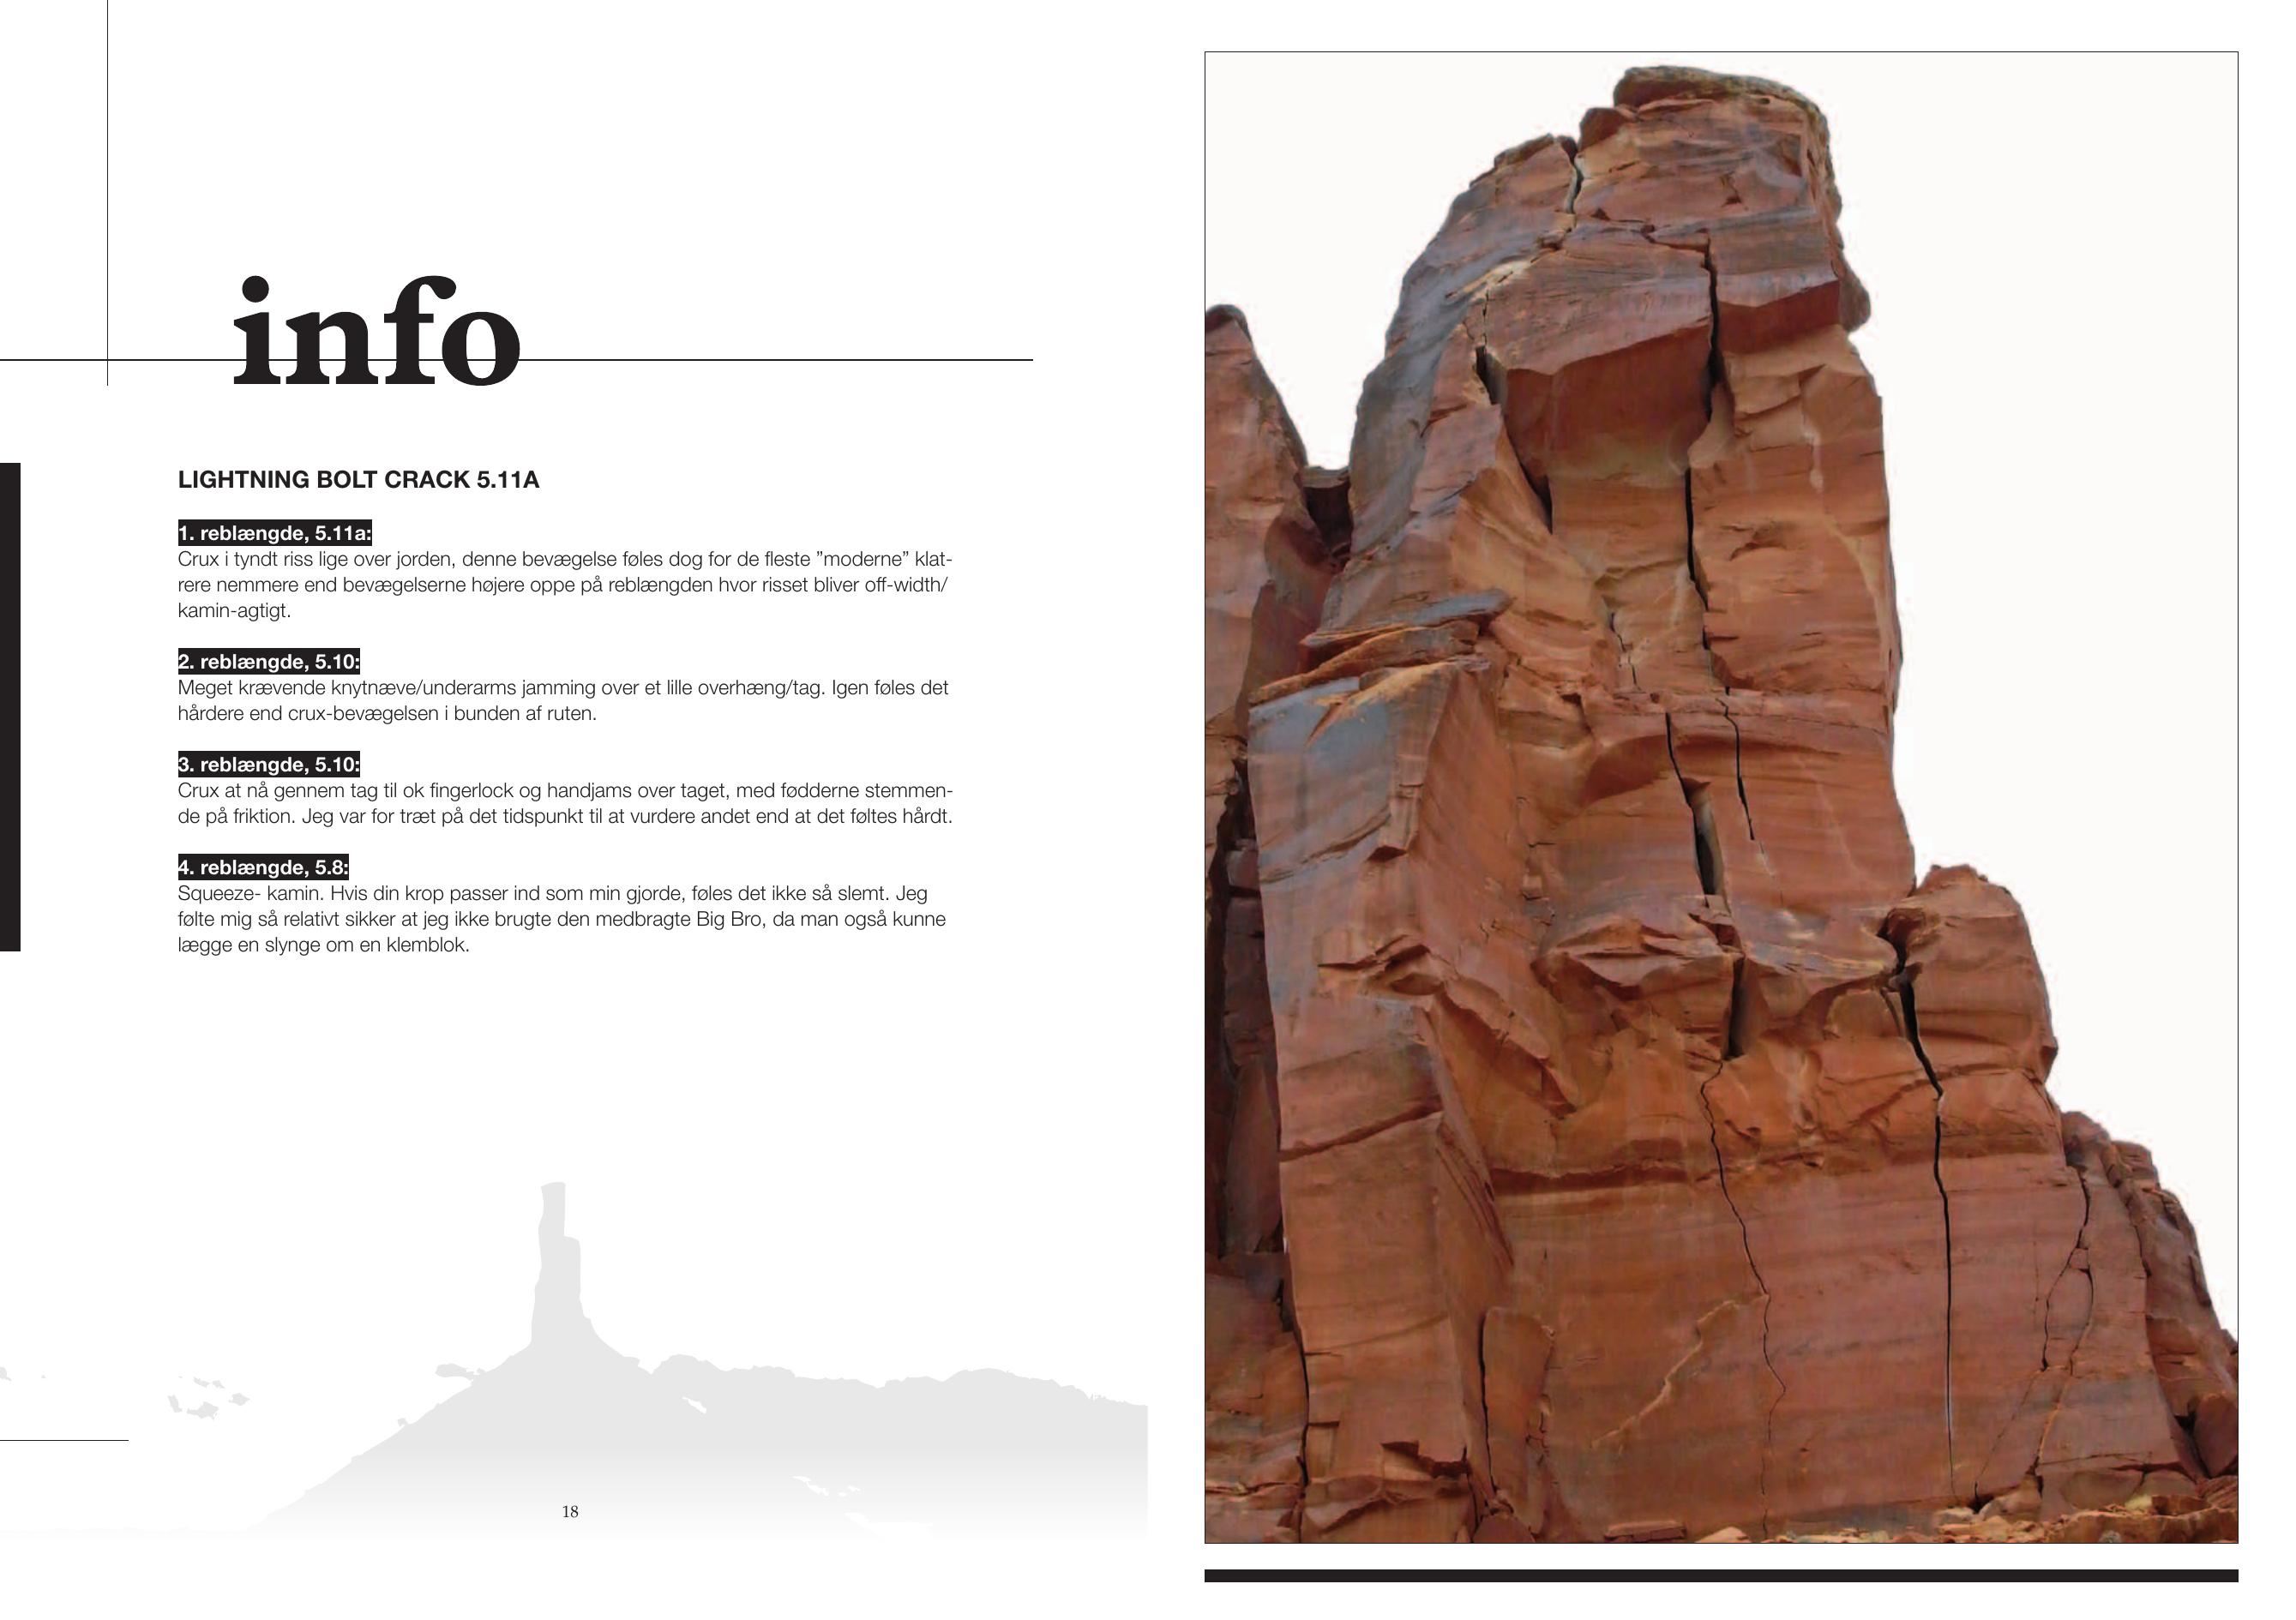 info
LIGHTNING BOLT CRACK 5.11A
1. reblængde, 5.11a:
Crux i tyndt riss lige over jorden, denne bevægelse føles dog for de fleste ”moderne” klat-
rere nemmere end bevægelserne højere oppe på reblængden hvor risset bliver off-width/
kamin-agtigt.
2. reblængde, 5.10:
Meget krævende knytnæve/underarms jamming over et lille overhæng/tag. Igen føles det
hårdere end crux-bevægelsen i bunden af ruten.
3. reblængde, 5.10:
Crux at nå gennem tag til ok fingerlock og handjams over taget, med fødderne stemmen-
de på friktion. Jeg var for træt på det tidspunkt til at vurdere andet end at det føltes hårdt.
4. reblængde, 5.8:
Squeeze- kamin. Hvis din krop passer ind som min gjorde, føles det ikke så slemt. Jeg
følte mig så relativt sikker at jeg ikke brugte den medbragte Big Bro, da man også kunne
lægge en slynge om en klemblok.
18